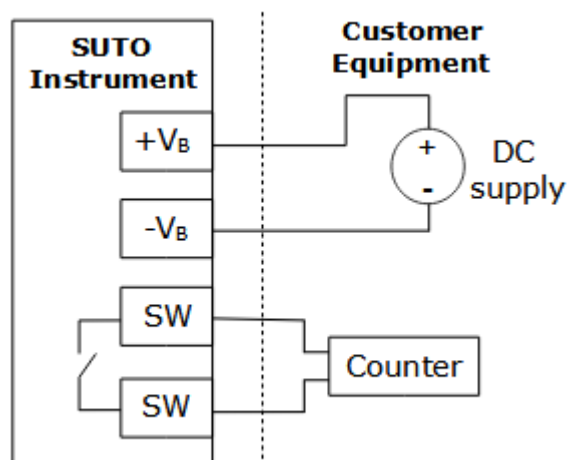 SUTO
Instrument
Customer
Equipment
+VB
+
-
DC
supply
-VB
SW
SW
Counter